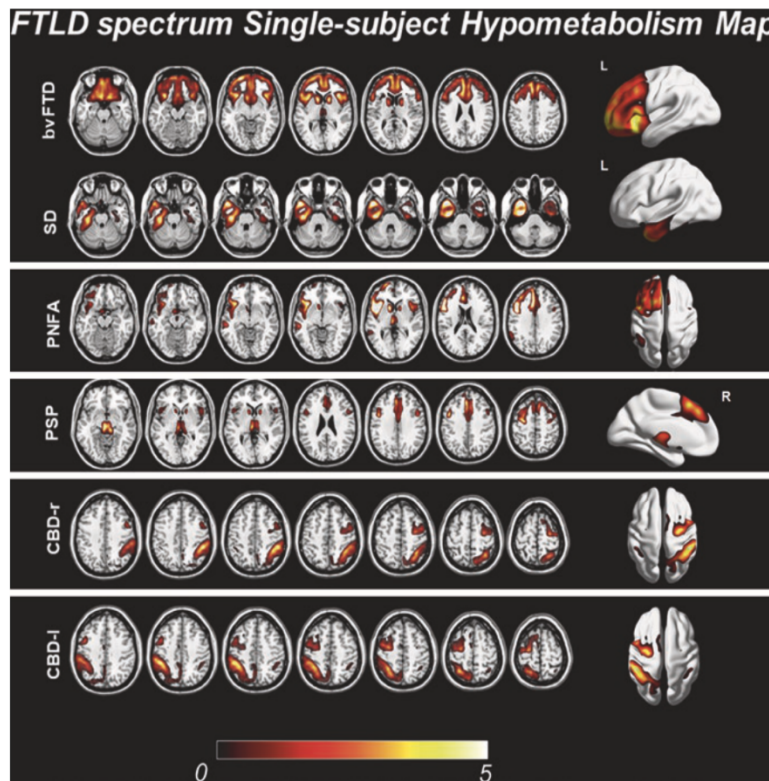 FTLD spectrum Single-subject Hypometabolism Map
bvFTD
L
SD
L
PNFA
PSP
R
CBD-r
CBD-l
0
5